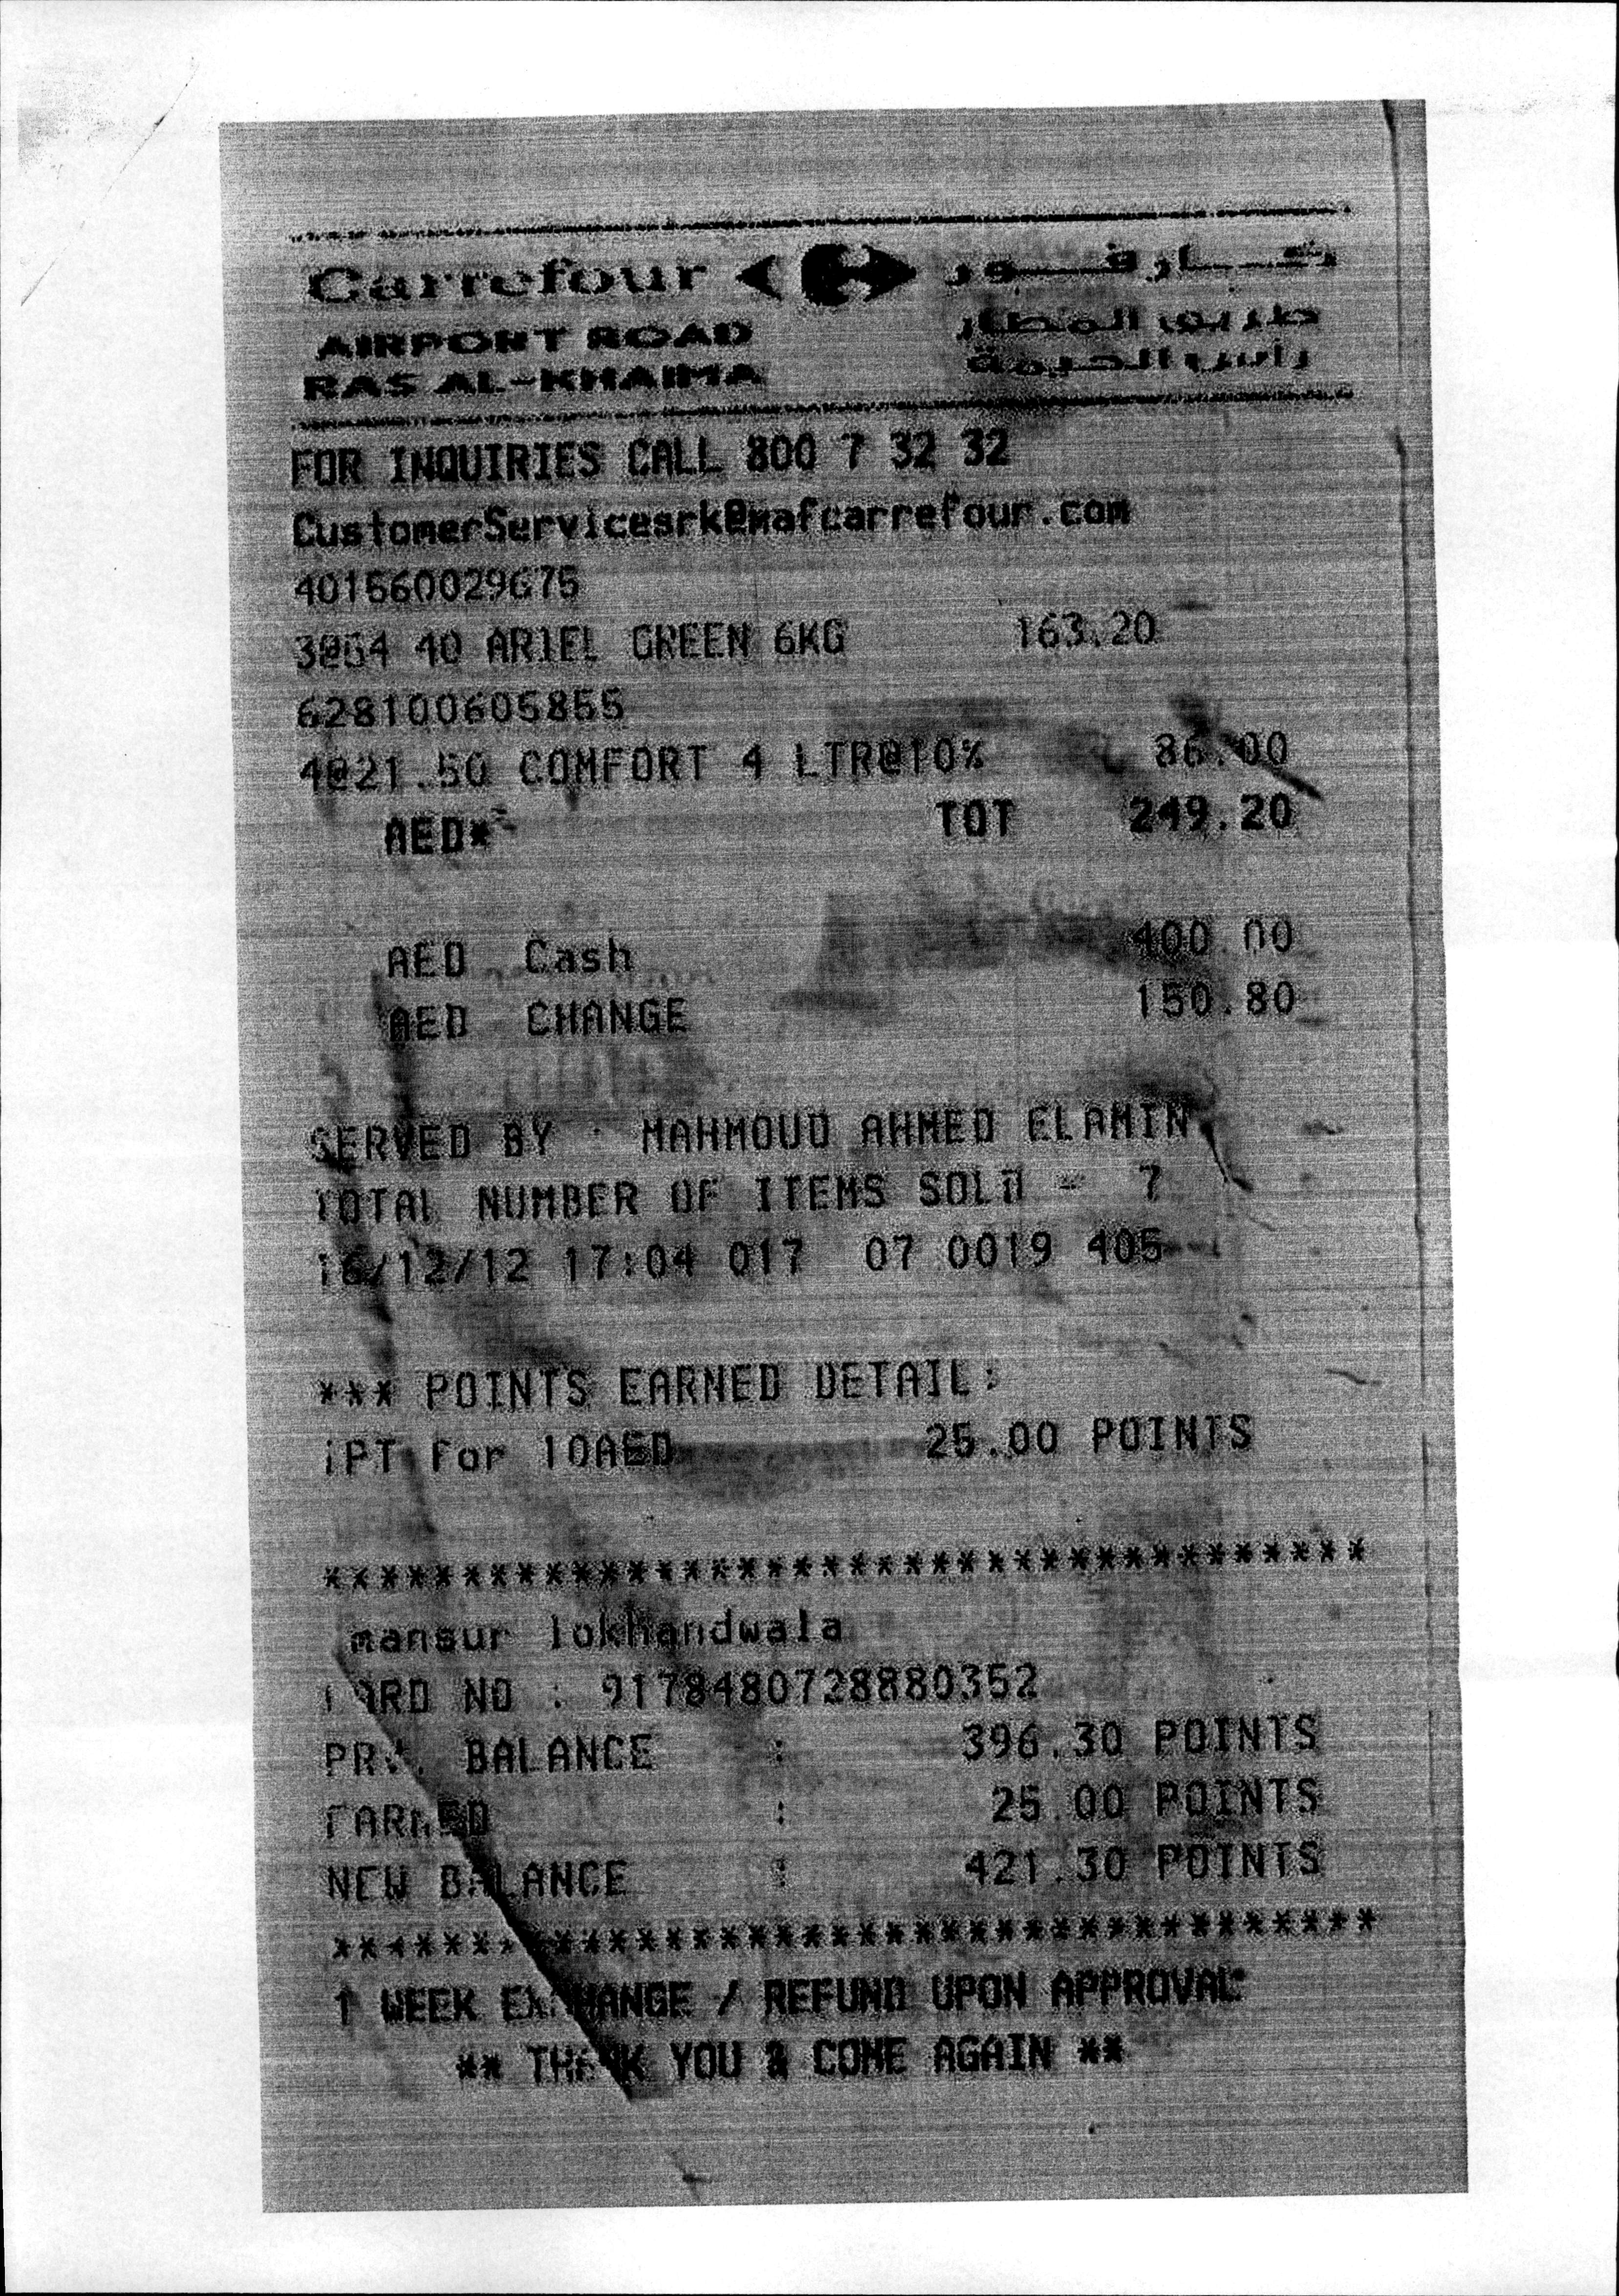 Carrefour كـــارفـــور
AIRPORT ROAD طريق المطار
RAS AL-KHAIMA راس الخيمة
FOR INQUIRIES CALL 800 7 32 32
CustomerServicesrk@mafcarrefour.com
401560029675
3@54 40 ARIEL GREEN 6KG 163.20
628100605855
4@21.50 COMFORT 4 LTR@10% 86.00
AED* TOT 249.20
AED Cash 400.00
AED CHANGE 150.80
SERVED BY : MAHMOUD AHMED ELAMIN
TOTAL NUMBER OF ITEMS SOLD = 7
16/12/12 17:04 017 07 0019 405
*** POINTS EARNED DETAIL:
1PT For 10AED 25.00 POINTS
**************************************
mansur lokhandwala
CARD NO : 9178480728880352
PRV. BALANCE : 396.30 POINTS
EARNED : 25.00 POINTS
NEW BALANCE : 421.30 POINTS
**************************************
1 WEEK EXCHANGE / REFUND UPON APPROVAL
** THANK YOU & COME AGAIN **